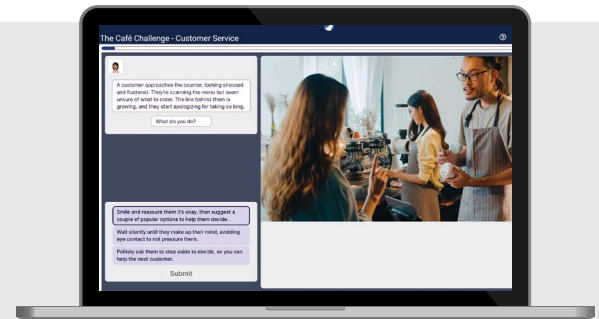 The Café Challenge - Customer Service
A customer approaches the counter, looking stressed
and flustered. They're scanning the menu but seem
unsure of what to order. The line behind them is
growing, and they start apologizing for taking so long.
What do you do?
Smile and reassure them it's okay, then suggest a
couple of popular options to help them decide.
Wait silently until they make up their mind, avoiding
eye contact to not pressure them.
Politely ask them to step aside to decide, so you can
help the next customer.
Submit